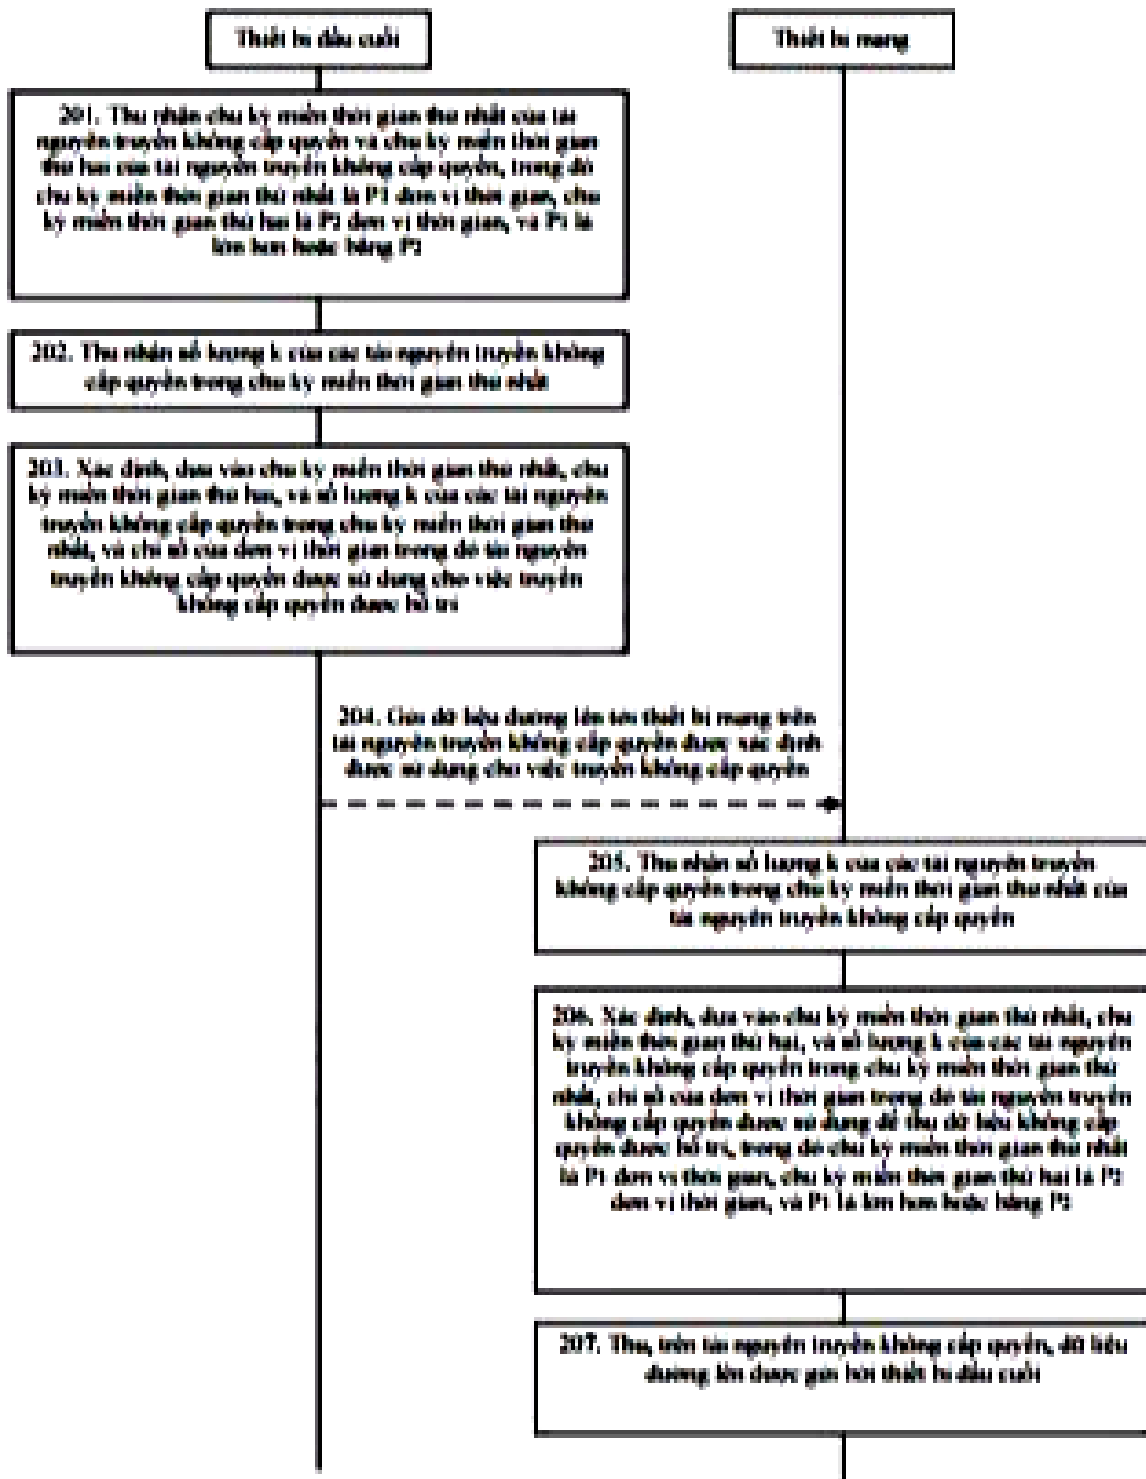 Thiết bị đầu cuối
Thiết bị mạng
201. Thu nhận chu kỳ miền thời gian thứ nhất của tài
nguyên truyền không cấp quyền và chu kỳ miền thời gian
thứ hai của tài nguyên truyền không cấp quyền, trong đó
chu kỳ miền thời gian thứ nhất là P1 đơn vị thời gian, chu
kỳ miền thời gian thứ hai là P2 đơn vị thời gian, và P1 là
lớn hơn hoặc bằng P2
202. Thu nhận số lượng k của các tài nguyên truyền không
cấp quyền trong chu kỳ miền thời gian thứ nhất
203. Xác định, dựa vào chu kỳ miền thời gian thứ nhất, chu
kỳ miền thời gian thứ hai, và số lượng k của các tài nguyên
truyền không cấp quyền trong chu kỳ miền thời gian thứ
nhất, và chỉ số của đơn vị thời gian trong đó tài nguyên
truyền không cấp quyền được sử dụng cho việc truyền
không cấp quyền được bố trí
204. Gửi dữ liệu đường lên tới thiết bị mạng trên
tài nguyên truyền không cấp quyền được xác định
được sử dụng cho việc truyền không cấp quyền
205. Thu nhận số lượng k của các tài nguyên truyền
không cấp quyền trong chu kỳ miền thời gian thứ nhất của
tài nguyên truyền không cấp quyền
206. Xác định, dựa vào chu kỳ miền thời gian thứ nhất, chu
kỳ miền thời gian thứ hai, và số lượng k của các tài nguyên
truyền không cấp quyền trong chu kỳ miền thời gian thứ
nhất, chỉ số của đơn vị thời gian trong đó tài nguyên truyền
không cấp quyền được sử dụng để thu dữ liệu không cấp
quyền được bố trí, trong đó chu kỳ miền thời gian thứ nhất
là P1 đơn vị thời gian, chu kỳ miền thời gian thứ hai là P2
đơn vị thời gian, và P1 là lớn hơn hoặc bằng P2
207. Thu, trên tài nguyên truyền không cấp quyền, dữ liệu
đường lên được gửi bởi thiết bị đầu cuối